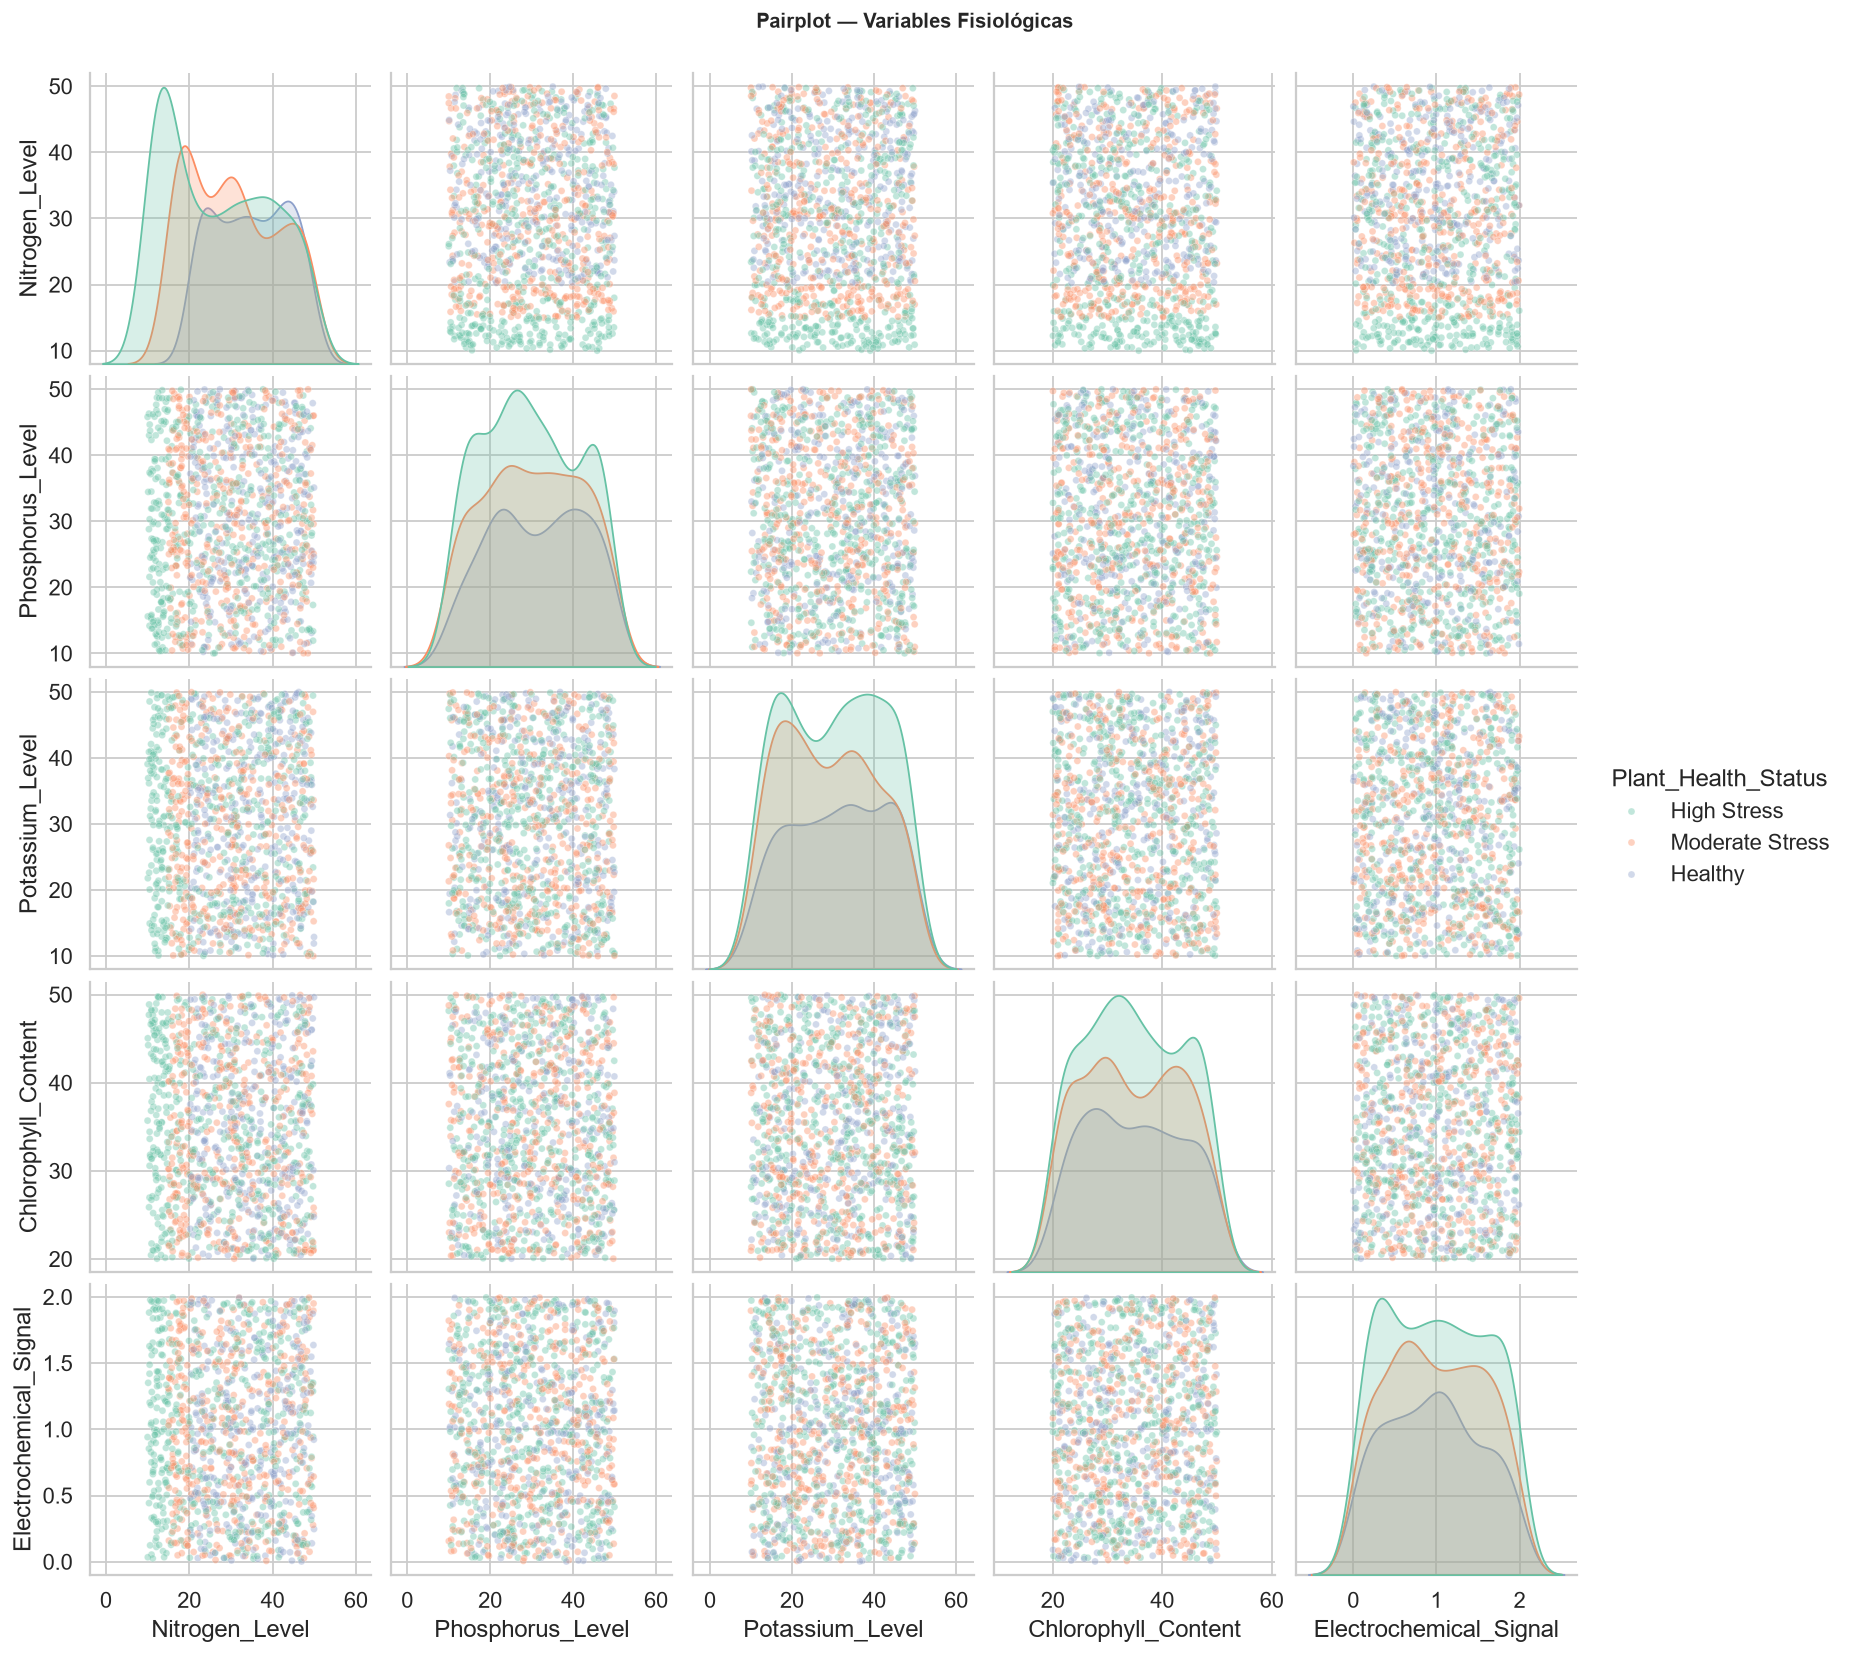 Pairplot — Variables Fisiológicas
Nitrogen_Level
50
40
30
20
10
Phosphorus_Level
50
40
30
20
10
Potassium_Level
50
40
30
20
10
Chlorophyll_Content
50
40
30
20
Electrochemical_Signal
2.0
1.5
1.0
0.5
0.0
0 20 40 60
0 20 40 60
0 20 40 60
20 40 60
0 1 2
Nitrogen_Level
Phosphorus_Level
Potassium_Level
Chlorophyll_Content
Electrochemical_Signal
Plant_Health_Status
High Stress
Moderate Stress
Healthy